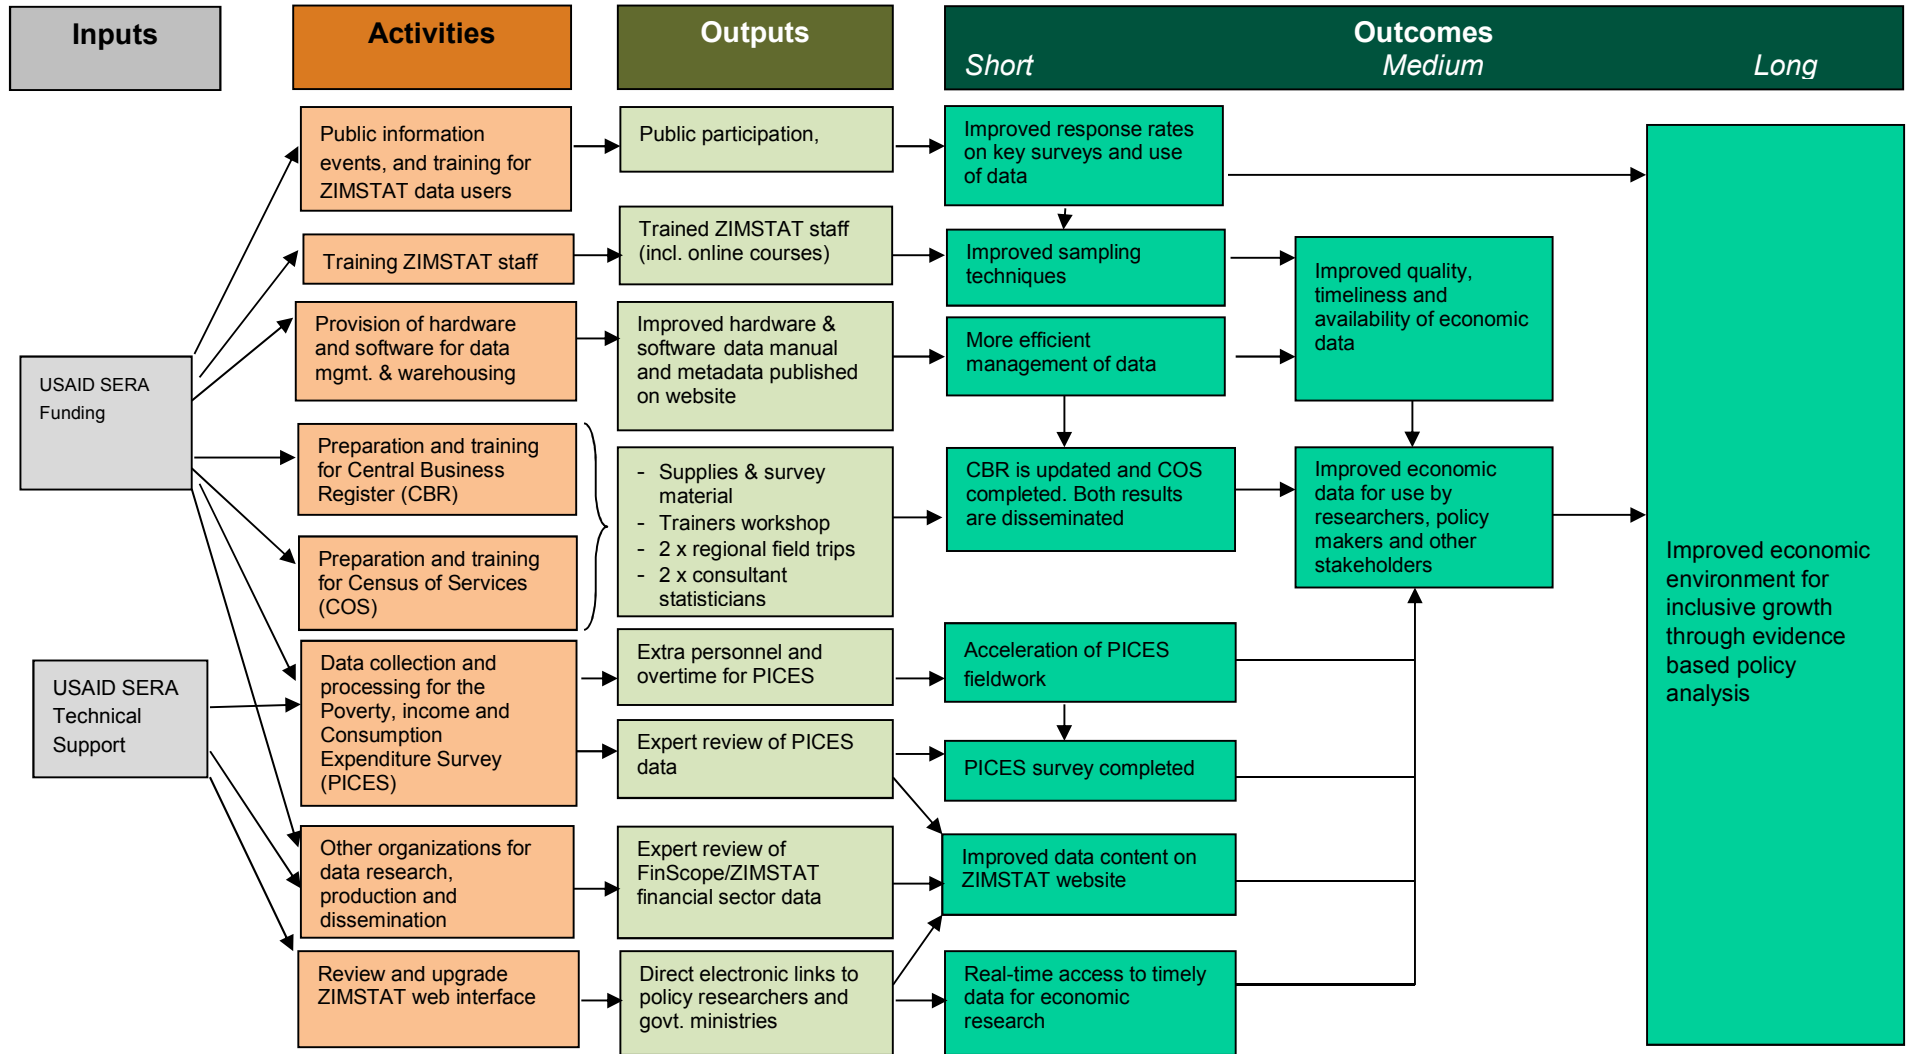 Inputs
Activities
Outputs
Outcomes
Short
Medium
Long
USAID SERA
Funding
USAID SERA
Technical
Support
Public information
events, and training for
ZIMSTAT data users
Training ZIMSTAT staff
Provision of hardware
and software for data
mgmt. & warehousing
Preparation and training
for Central Business
Register (CBR)
Preparation and training
for Census of Services
(COS)
Data collection and
processing for the
Poverty, income and
Consumption
Expenditure Survey
(PICES)
Other organizations for
data research,
production and
dissemination
Review and upgrade
ZIMSTAT web interface
Public participation,
Trained ZIMSTAT staff
(incl. online courses)
Improved hardware &
software data manual
and metadata published
on website
- Supplies & survey
material
- Trainers workshop
- 2 x regional field trips
- 2 x consultant
statisticians
Extra personnel and
overtime for PICES
Expert review of PICES
data
Expert review of
FinScope/ZIMSTAT
financial sector data
Direct electronic links to
policy researchers and
govt. ministries
Improved response rates
on key surveys and use
of data
Improved sampling
techniques
More efficient
management of data
CBR is updated and COS
completed. Both results
are disseminated
Acceleration of PICES
fieldwork
PICES survey completed
Improved data content on
ZIMSTAT website
Real-time access to timely
data for economic
research
Improved quality,
timeliness and
availability of economic
data
Improved economic
data for use by
researchers, policy
makers and other
stakeholders
Improved economic
environment for
inclusive growth
through evidence
based policy
analysis